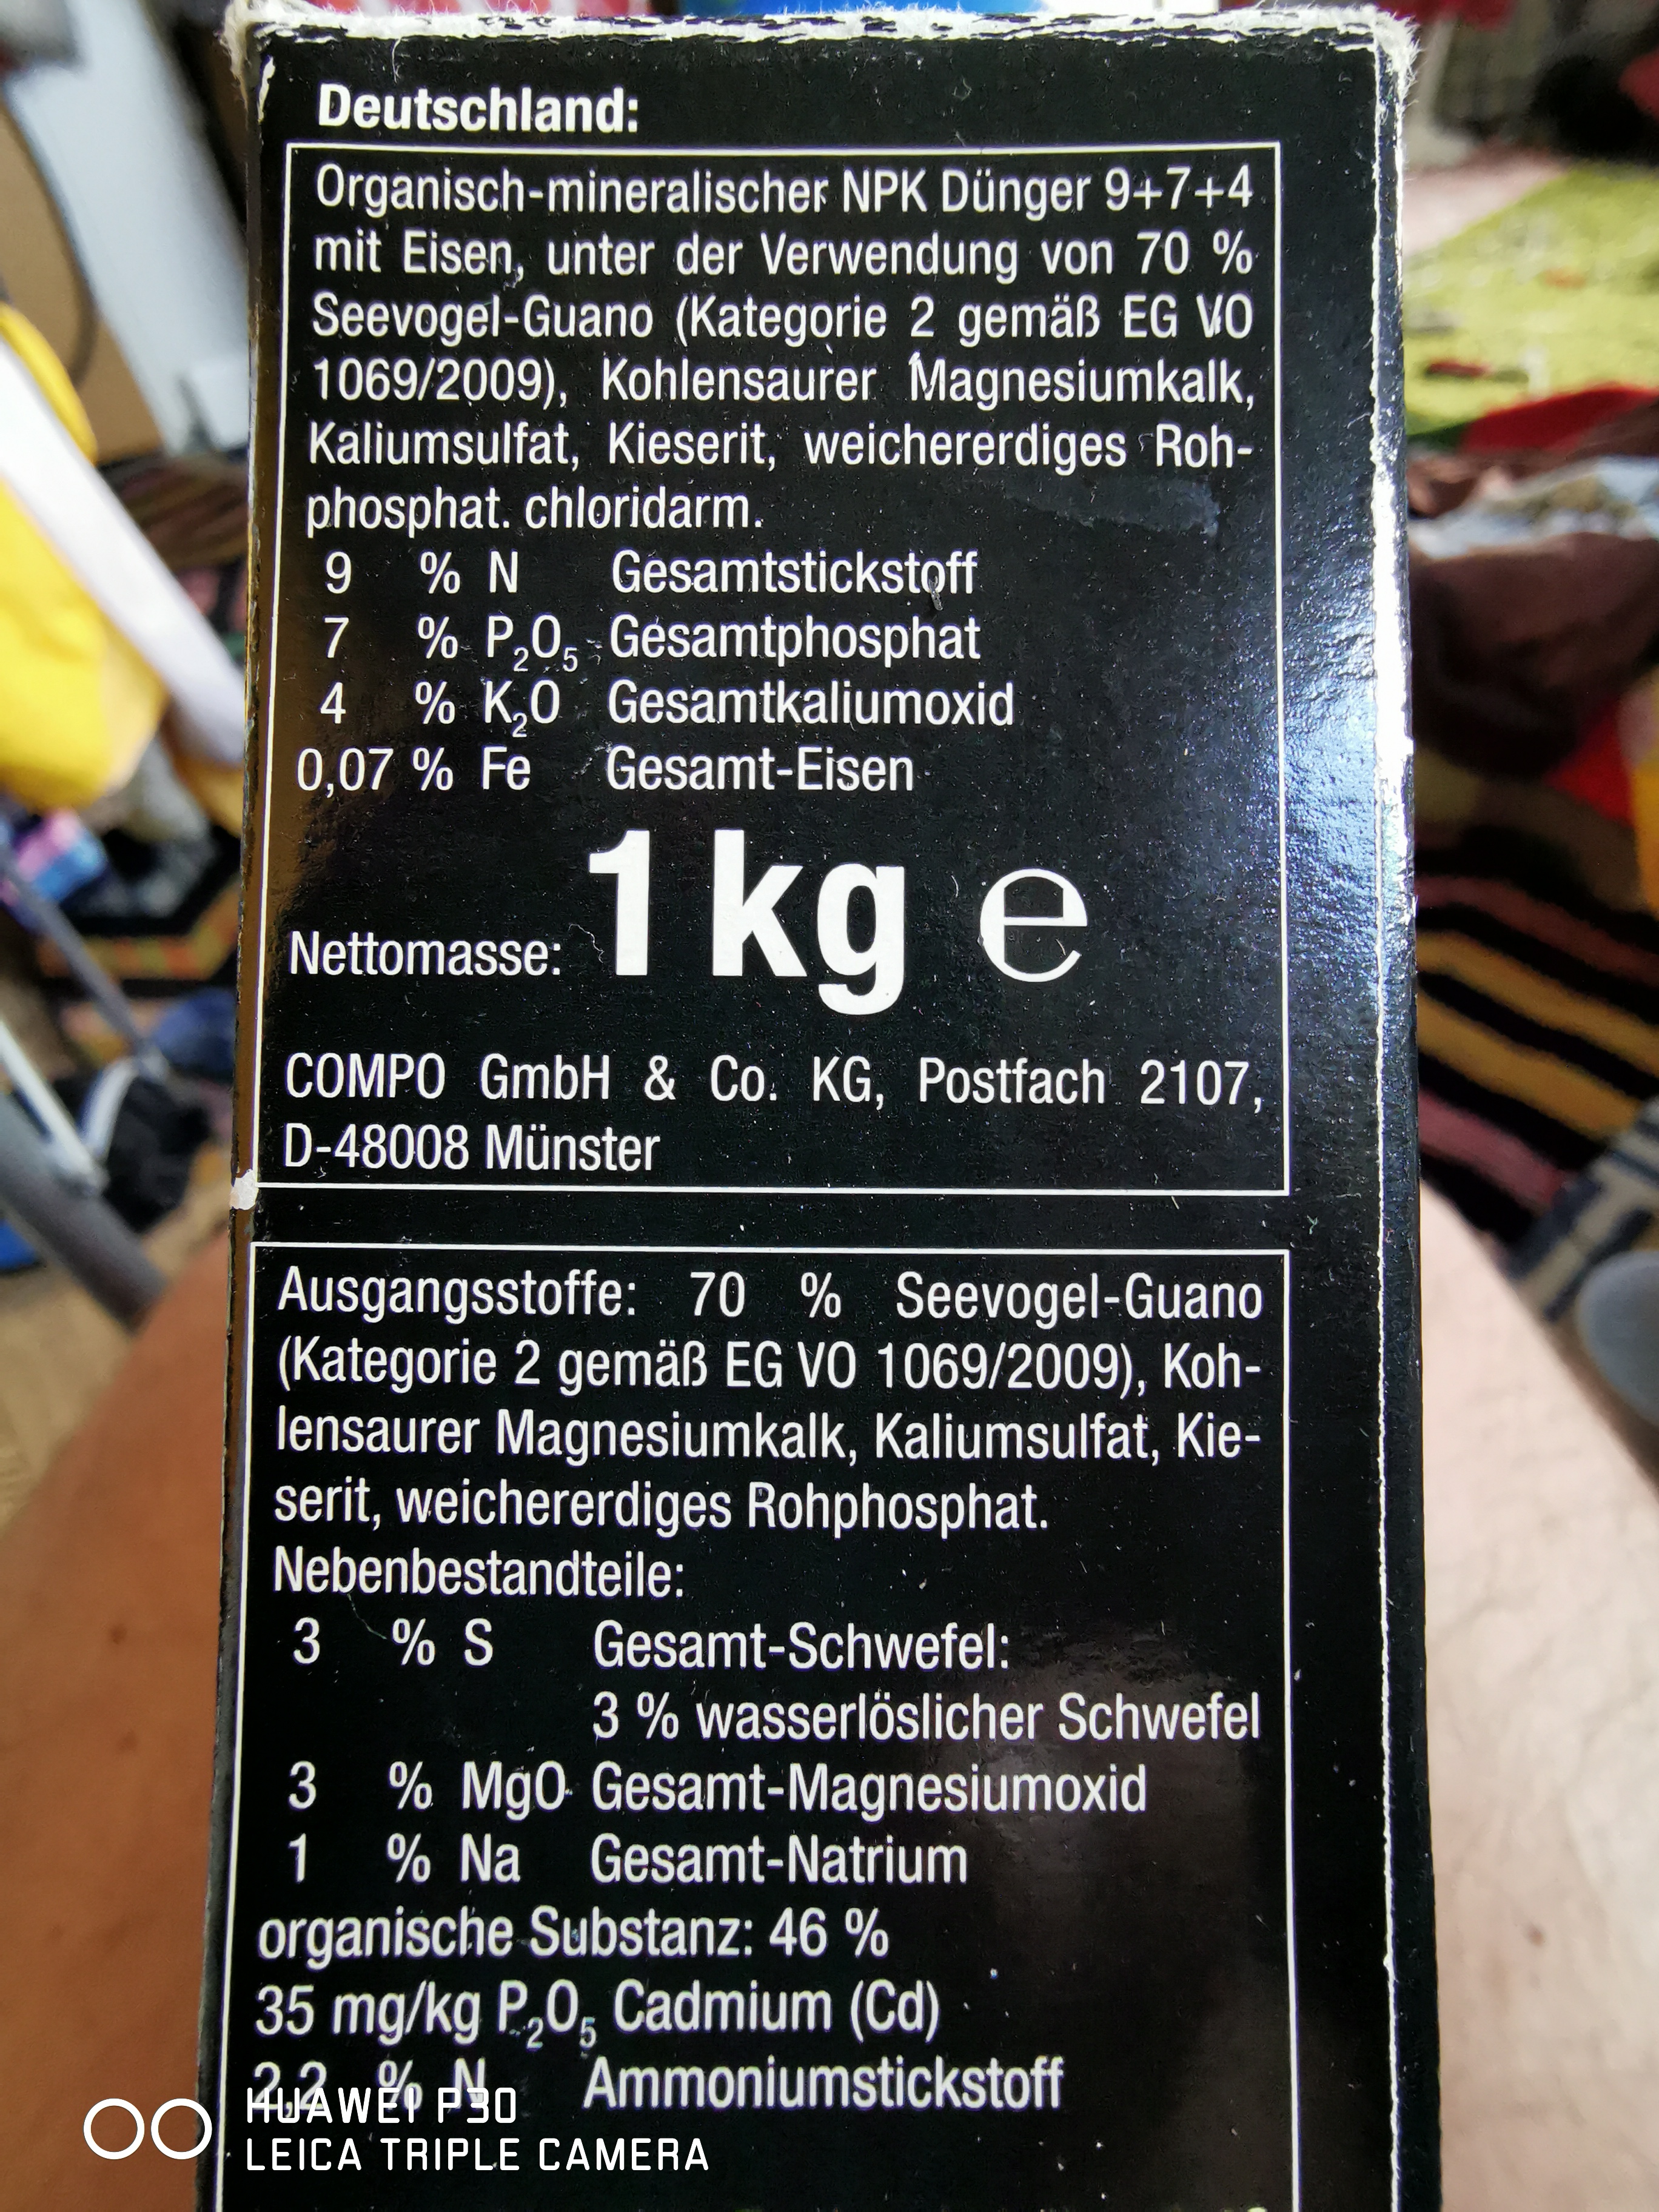 Deutschland:
Organisch-mineralischer NPK Dünger 9+7+4
mit Eisen, unter der Verwendung von 70 %
Seevogel-Guano (Kategorie 2 gemäß EG VO
1069/2009), Kohlensaurer Magnesiumkalk,
Kaliumsulfat, Kieserit, weichererdiges Roh-
phosphat. chloridarm.
9 % N Gesamtstickstoff
7 % P₂O₅ Gesamtphosphat
4 % K₂O Gesamtkaliumoxid
0,07 % Fe Gesamt-Eisen
Nettomasse: 1 kg e
COMPO GmbH & Co. KG, Postfach 2107,
D-48008 Münster
Ausgangsstoffe: 70 % Seevogel-Guano
(Kategorie 2 gemäß EG VO 1069/2009), Koh-
lensaurer Magnesiumkalk, Kaliumsulfat, Kie-
serit, weichererdiges Rohphosphat.
Nebenbestandteile:
3 % S Gesamt-Schwefel:
3 % wasserlöslicher Schwefel
3 % MgO Gesamt-Magnesiumoxid
1 % Na Gesamt-Natrium
organische Substanz: 46 %
35 mg/kg P₂O₅ Cadmium (Cd)
2,2 % N Ammoniumstickstoff
HUAWEI P30
LEICA TRIPLE CAMERA